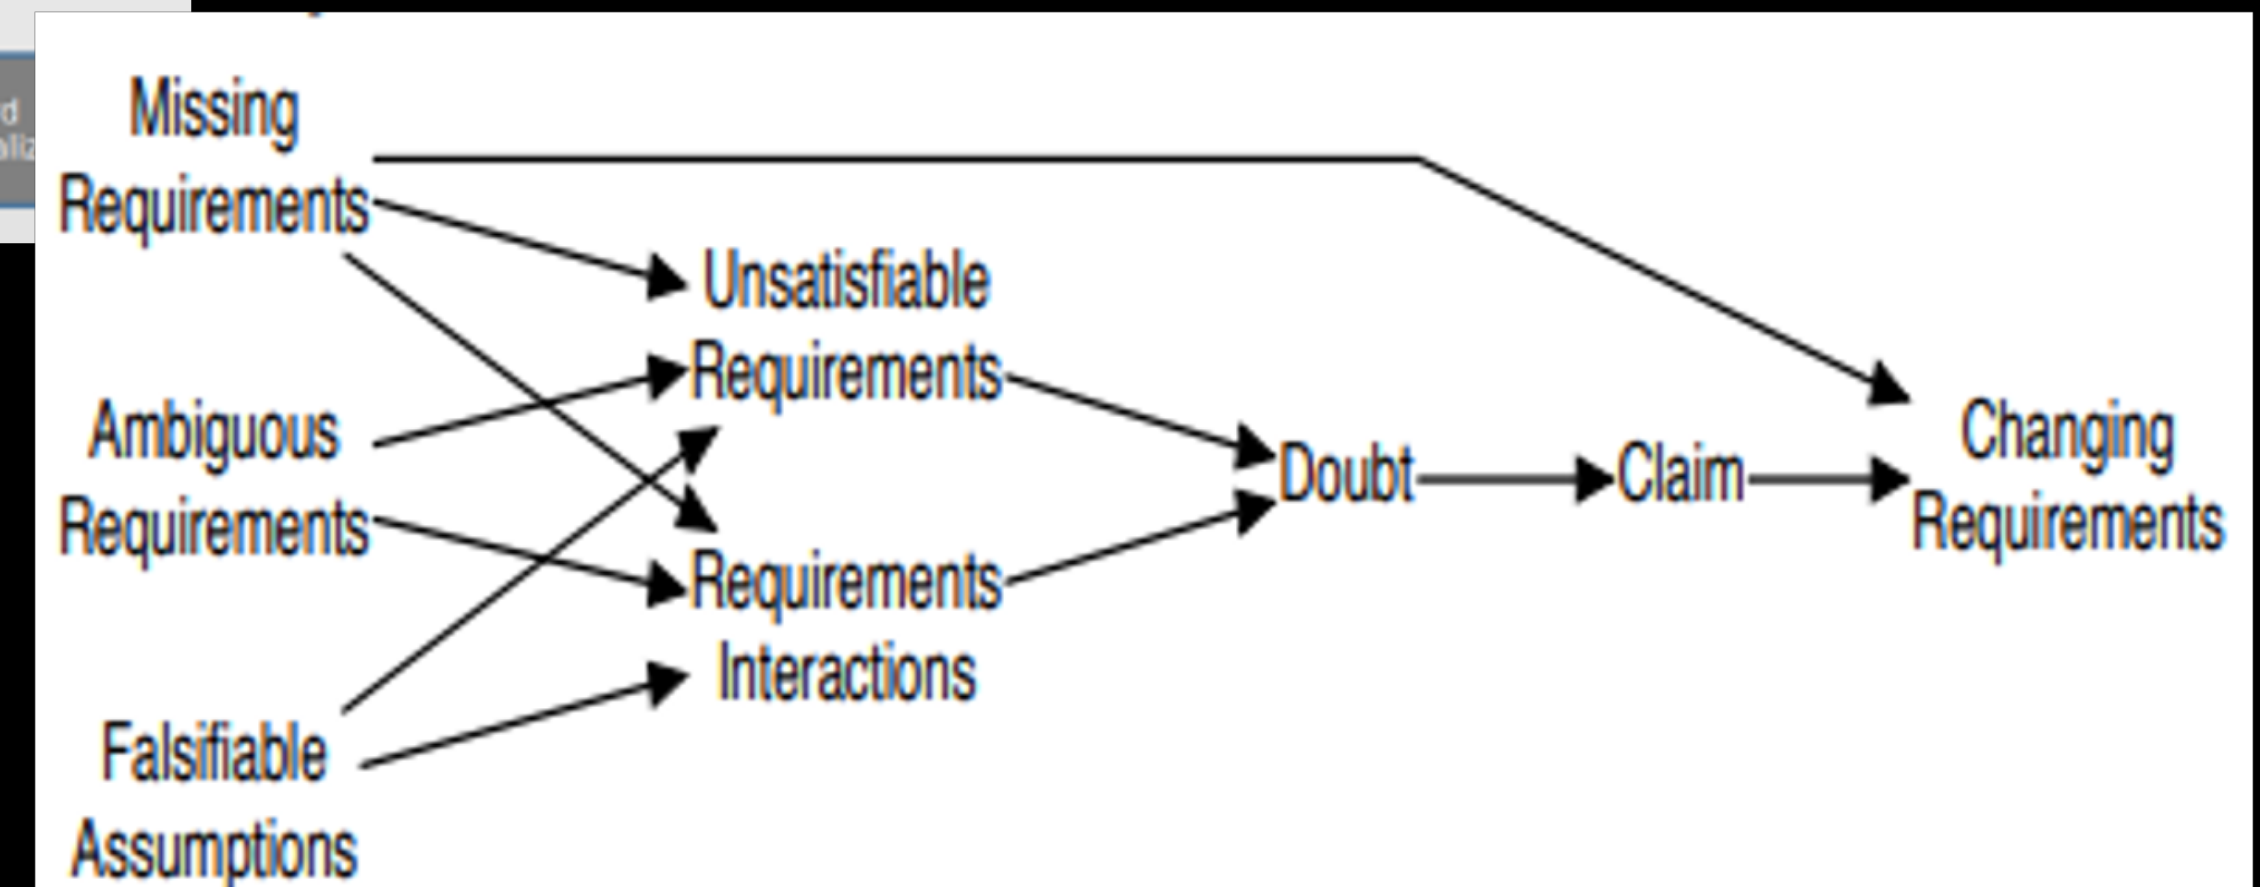 Missing
Requirements
Unsatisfiable
Requirements
Ambiguous
Requirements
Requirements
Interactions
Falsifiable
Assumptions
Doubt
Claim
Changing
Requirements